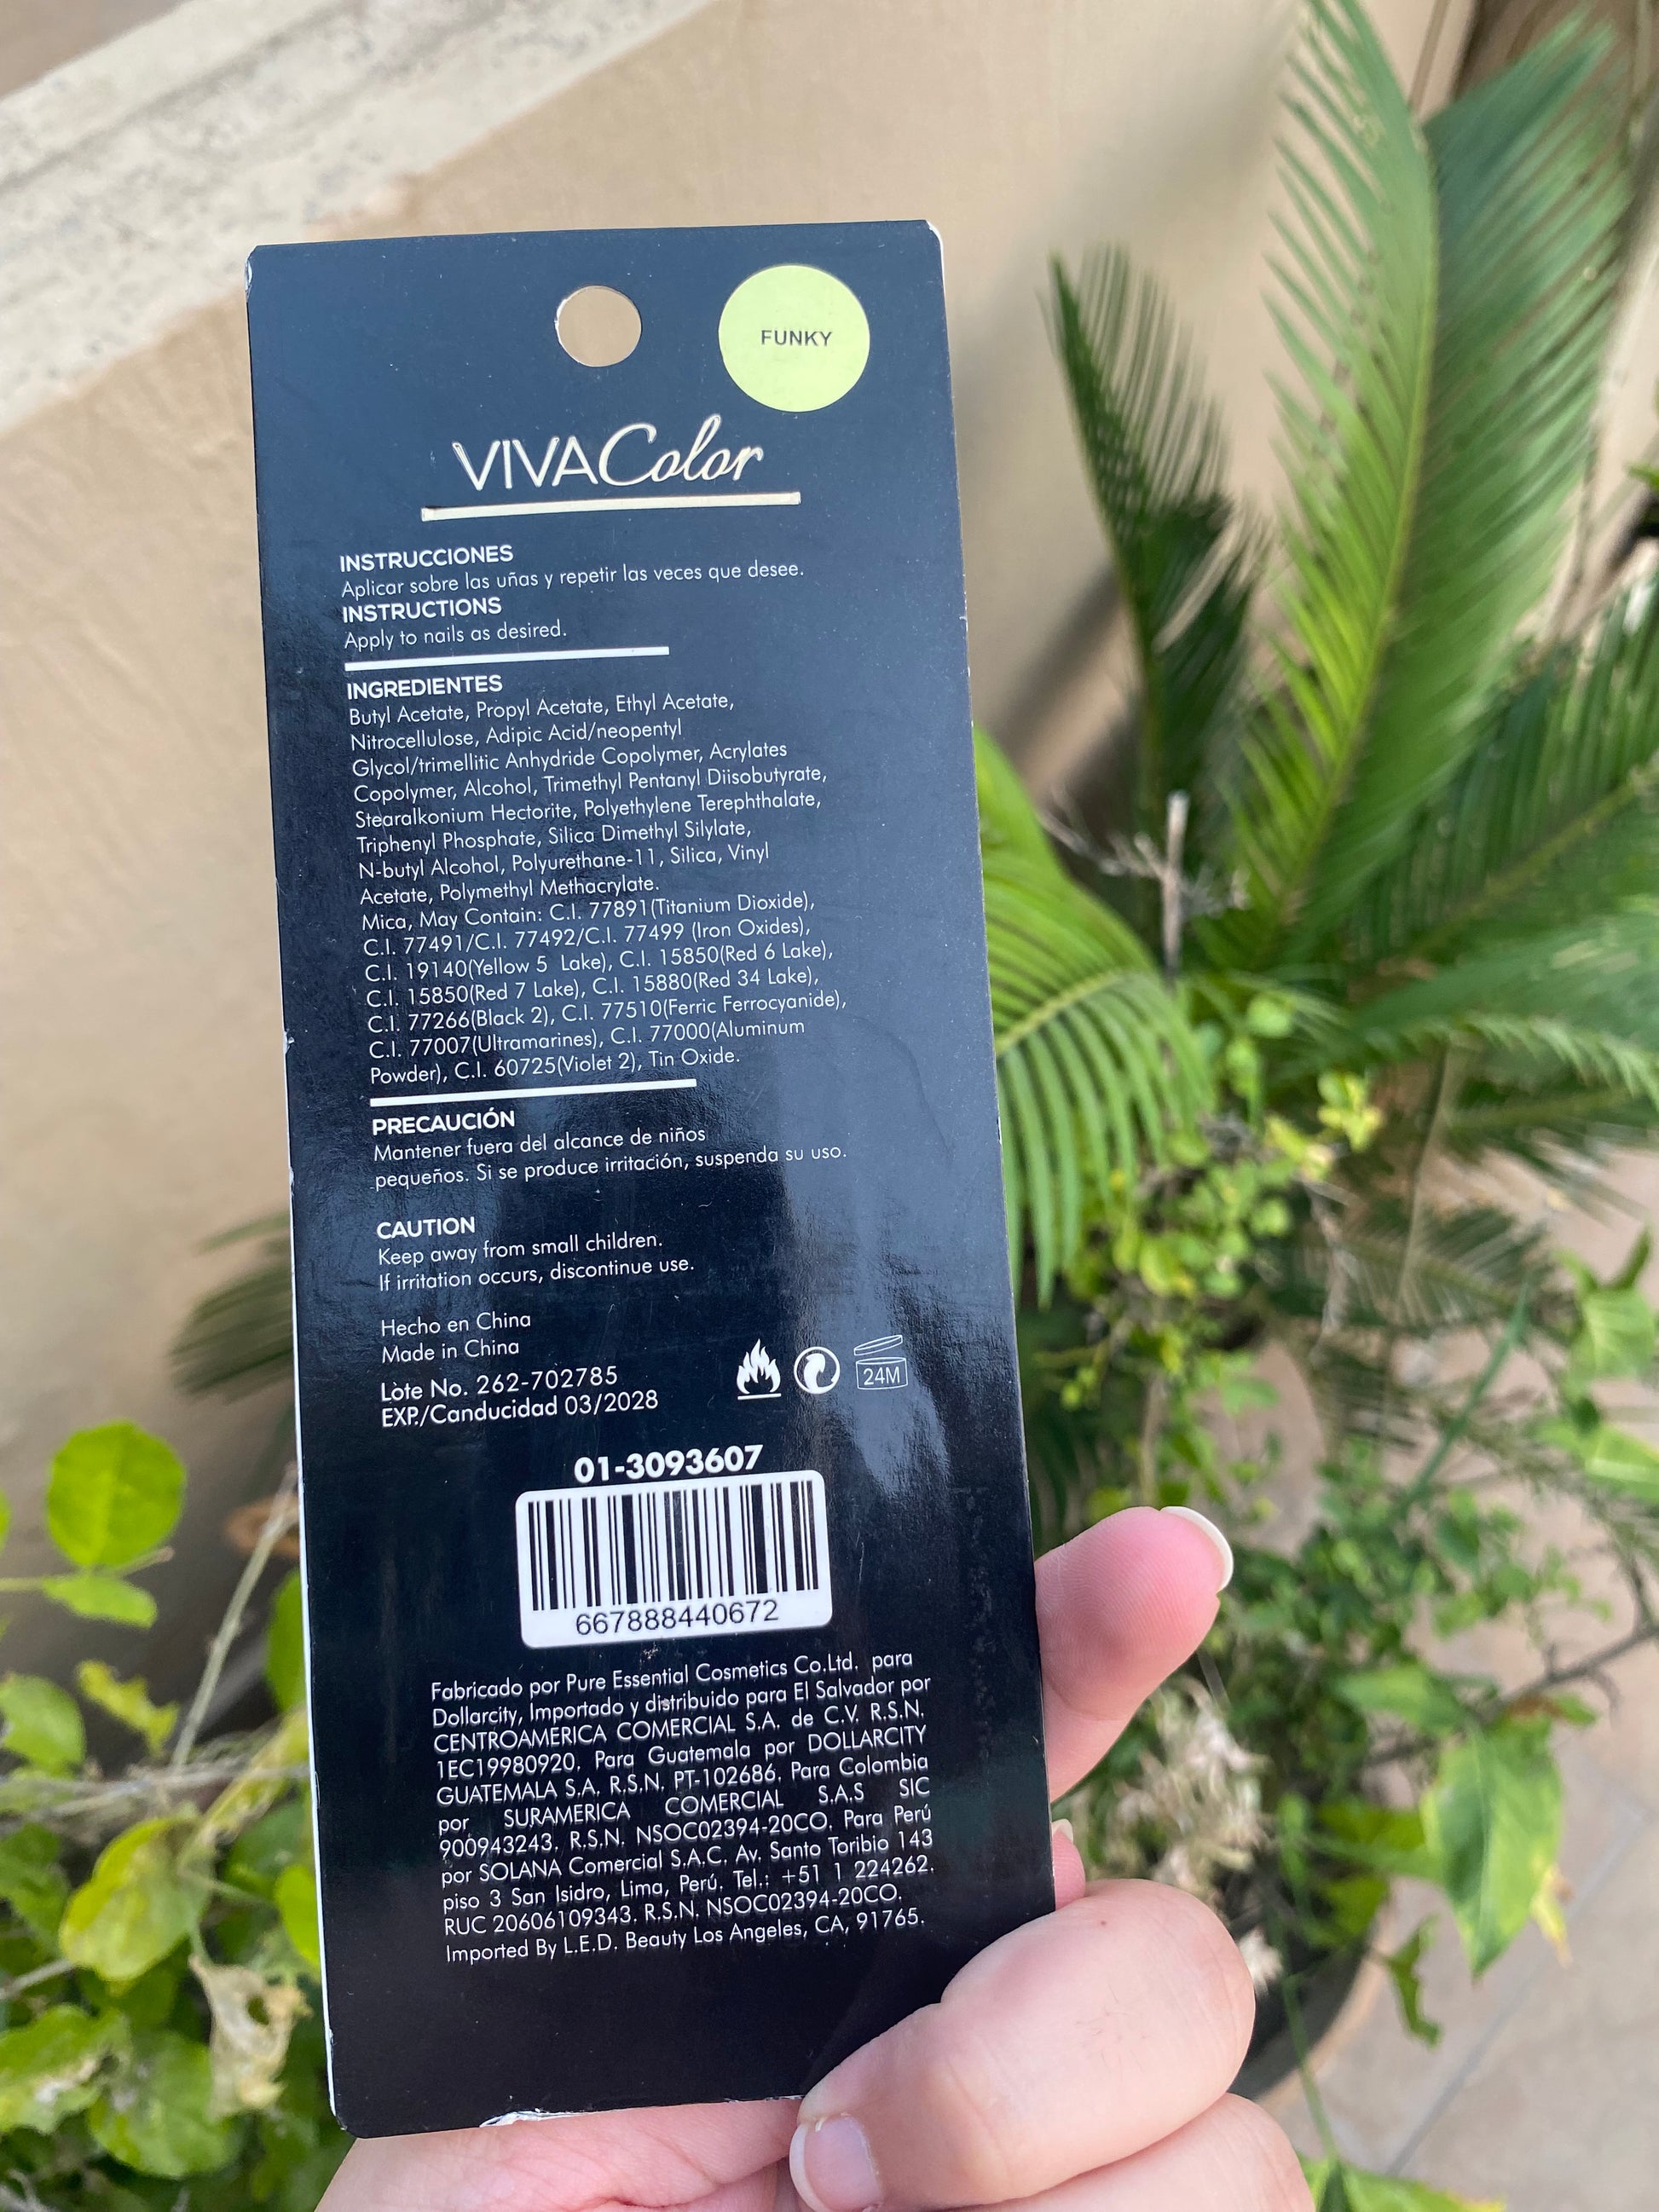 FUNKY
VIVAColor
INSTRUCCIONES
Aplicar sobre las uñas y repetir las veces que desee.
INSTRUCTIONS
Apply to nails as desired.
INGREDIENTES
Butyl Acetate, Propyl Acetate, Ethyl Acetate,
Nitrocellulose, Adipic Acid/neopentyl
Glycol/trimellitic Anhydride Copolymer, Acrylates
Copolymer, Alcohol, Trimethyl Pentanyl Diisobutyrate,
Stearalkonium Hectorite, Polyethylene Terephthalate,
Triphenyl Phosphate, Silica Dimethyl Silylate,
N-butyl Alcohol, Polyurethane-11, Silica, Vinyl
Acetate, Polymethyl Methacrylate.
Mica, May Contain: C.I. 77891(Titanium Dioxide),
C.I. 77491/C.I. 77492/C.I. 77499 (Iron Oxides),
C.I. 19140(Yellow 5 Lake), C.I. 15850(Red 6 Lake),
C.I. 15850(Red 7 Lake), C.I. 15880(Red 34 Lake),
C.I. 77266(Black 2), C.I. 77510(Ferric Ferrocyanide),
C.I. 77007(Ultramarines), C.I. 77000(Aluminum
Powder), C.I. 60725(Violet 2), Tin Oxide.
PRECAUCIÓN
Mantener fuera del alcance de niños
pequeños. Si se produce irritación, suspenda su uso.
CAUTION
Keep away from small children.
If irritation occurs, discontinue use.
Hecho en China
Made in China
Lote No. 262-702785
EXP./Canducidad 03/2028
24M
01-3093607
667888440672
Fabricado por Pure Essential Cosmetics Co.Ltd. para
Dollarcity, Importado y distribuido para El Salvador por
CENTROAMERICA COMERCIAL S.A. de C.V. R.S.N.
1EC19980920. Para Guatemala por DOLLARCITY
GUATEMALA S.A. R.S.N. PT-102686. Para Colombia
por SURAMERICA COMERCIAL S.A.S SIC
900943243. R.S.N. NSOC02394-20CO. Para Perú
por SOLANA Comercial S.A.C. Av. Santo Toribio 143
piso 3 San Isidro, Lima, Perú. Tel.: +51 1 224262.
RUC 20606109343. R.S.N. NSOC02394-20CO.
Imported By L.E.D. Beauty Los Angeles, CA, 91765.